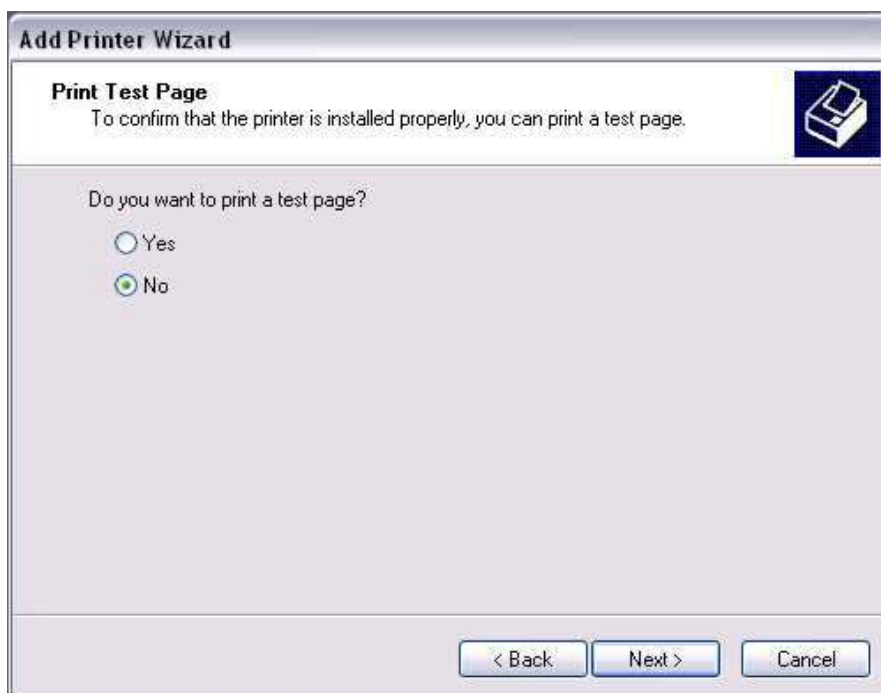 Add Printer Wizard
Print Test Page
To confirm that the printer is installed properly, you can print a test page.
Do you want to print a test page?
Yes
No
< Back Next > Cancel